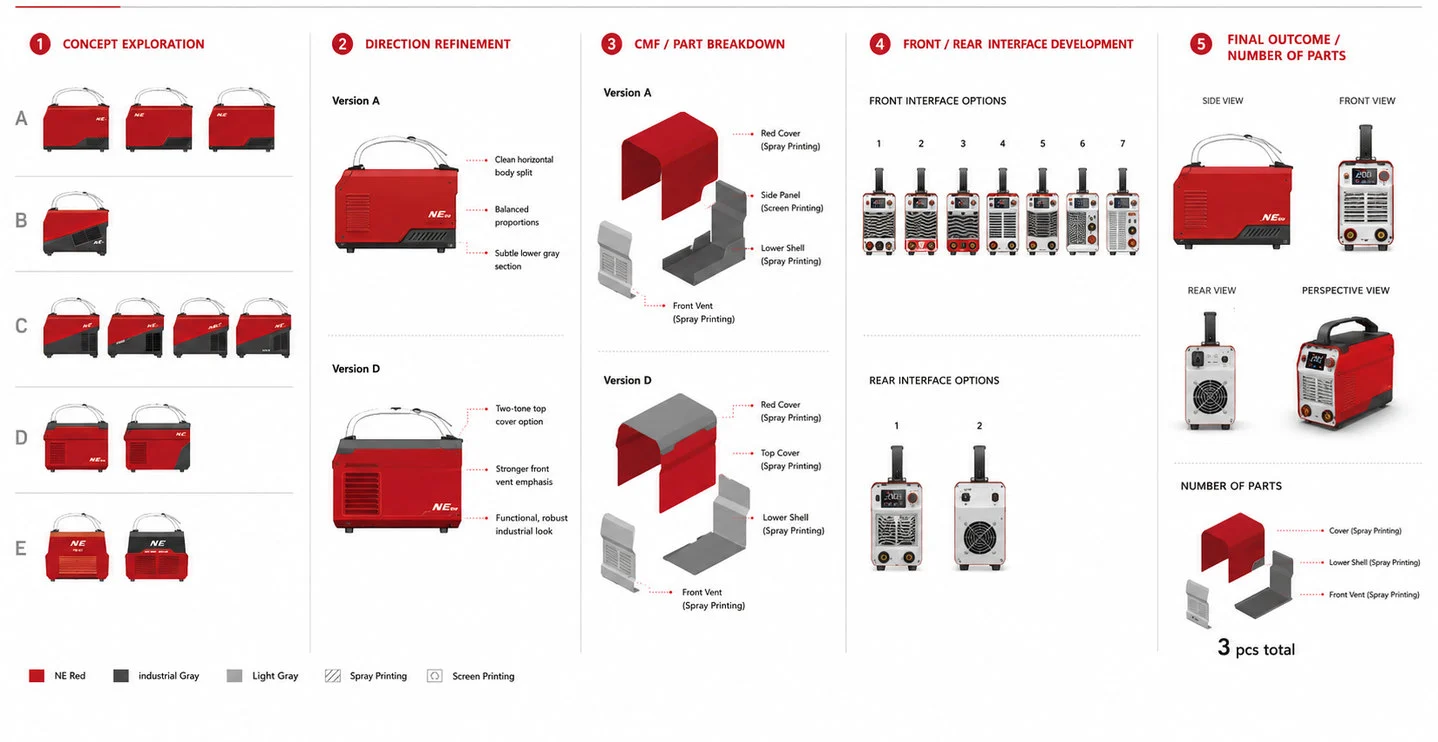 1 CONCEPT EXPLORATION
A
B
C
D
E
NE
NE
NE
2 DIRECTION REFINEMENT
Version A
NE
Clean horizontal
body split
Balanced
proportions
Subtle lower gray
section
Version D
NE
Two-tone top
cover option
Stronger front
vent emphasis
Functional, robust
industrial look
3 CMF / PART BREAKDOWN
Version A
Red Cover
(Spray Printing)
Side Panel
(Screen Printing)
Lower Shell
(Spray Printing)
Front Vent
(Spray Printing)
Version D
Red Cover
(Spray Printing)
Top Cover
(Spray Printing)
Lower Shell
(Spray Printing)
Front Vent
(Spray Printing)
4 FRONT / REAR INTERFACE DEVELOPMENT
FRONT INTERFACE OPTIONS
1 2 3 4 5 6 7
REAR INTERFACE OPTIONS
1 2
5 FINAL OUTCOME /
NUMBER OF PARTS
SIDE VIEW
FRONT VIEW
NE
REAR VIEW
PERSPECTIVE VIEW
NUMBER OF PARTS
Cover (Spray Printing)
Lower Shell (Spray Printing)
Front Vent (Spray Printing)
3 pcs total
NE Red
industrial Gray
Light Gray
Spray Printing
Screen Printing